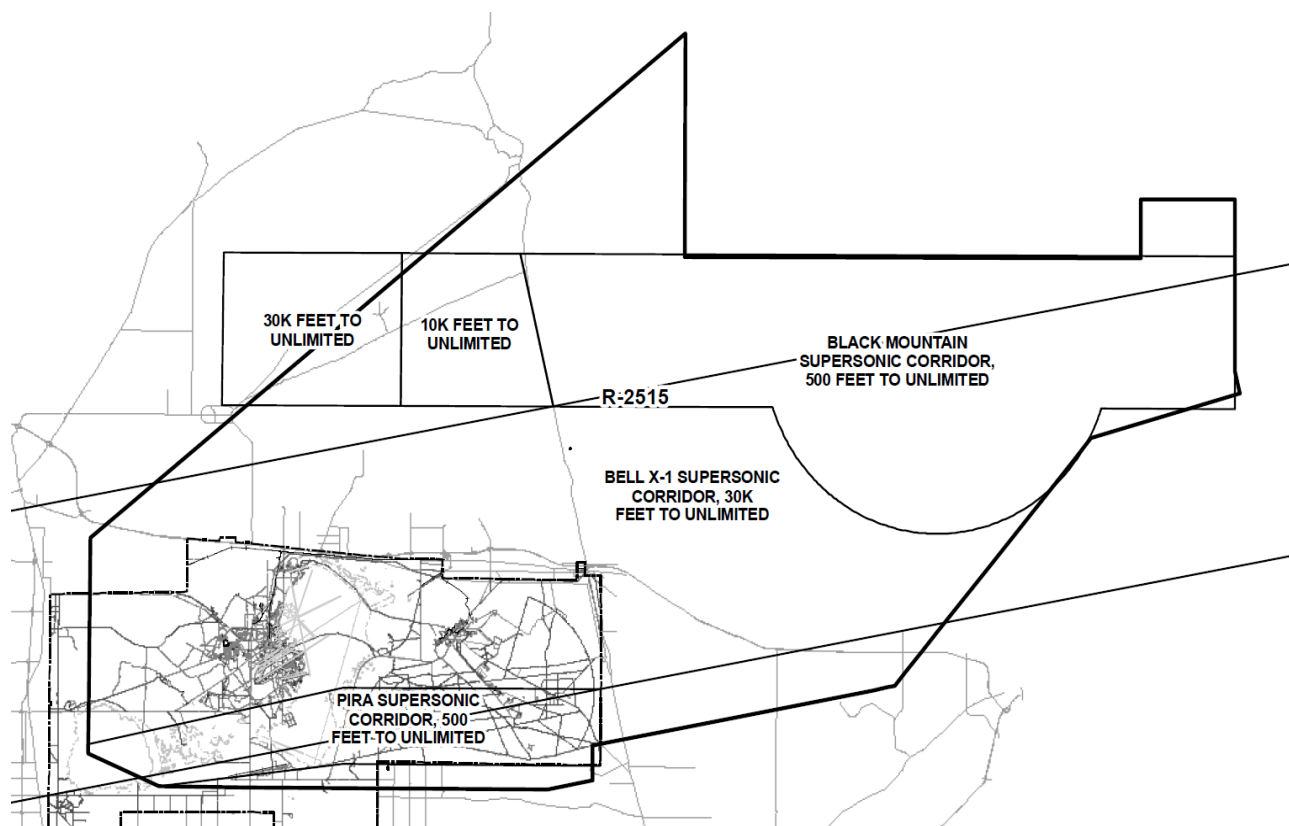 30K FEET TO
UNLIMITED
10K FEET TO
UNLIMITED
BLACK MOUNTAIN
SUPERSONIC CORRIDOR,
500 FEET TO UNLIMITED
R-2515
BELL X-1 SUPERSONIC
CORRIDOR, 30K
FEET TO UNLIMITED
PIRA SUPERSONIC
CORRIDOR, 500
FEET TO UNLIMITED